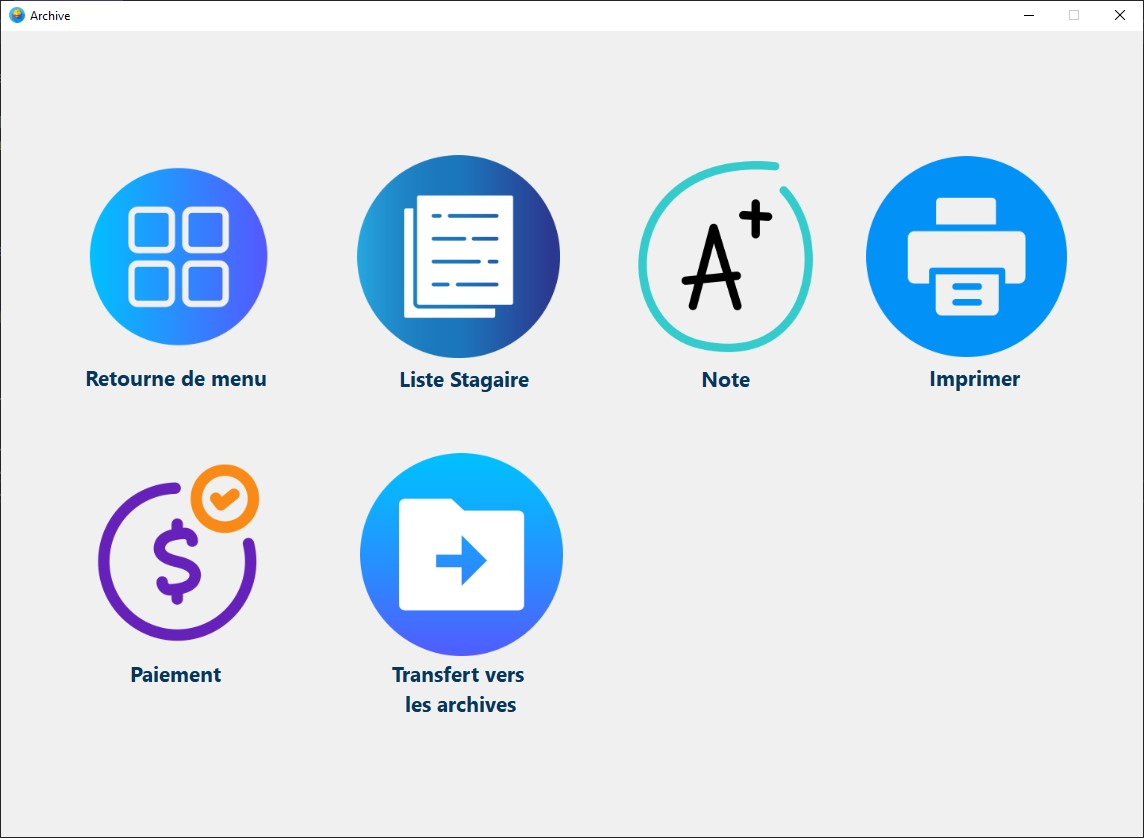 Archive
Retourne de menu
Liste Stagaire
A+
Note
Imprimer
$
Paiement
Transfert vers
les archives